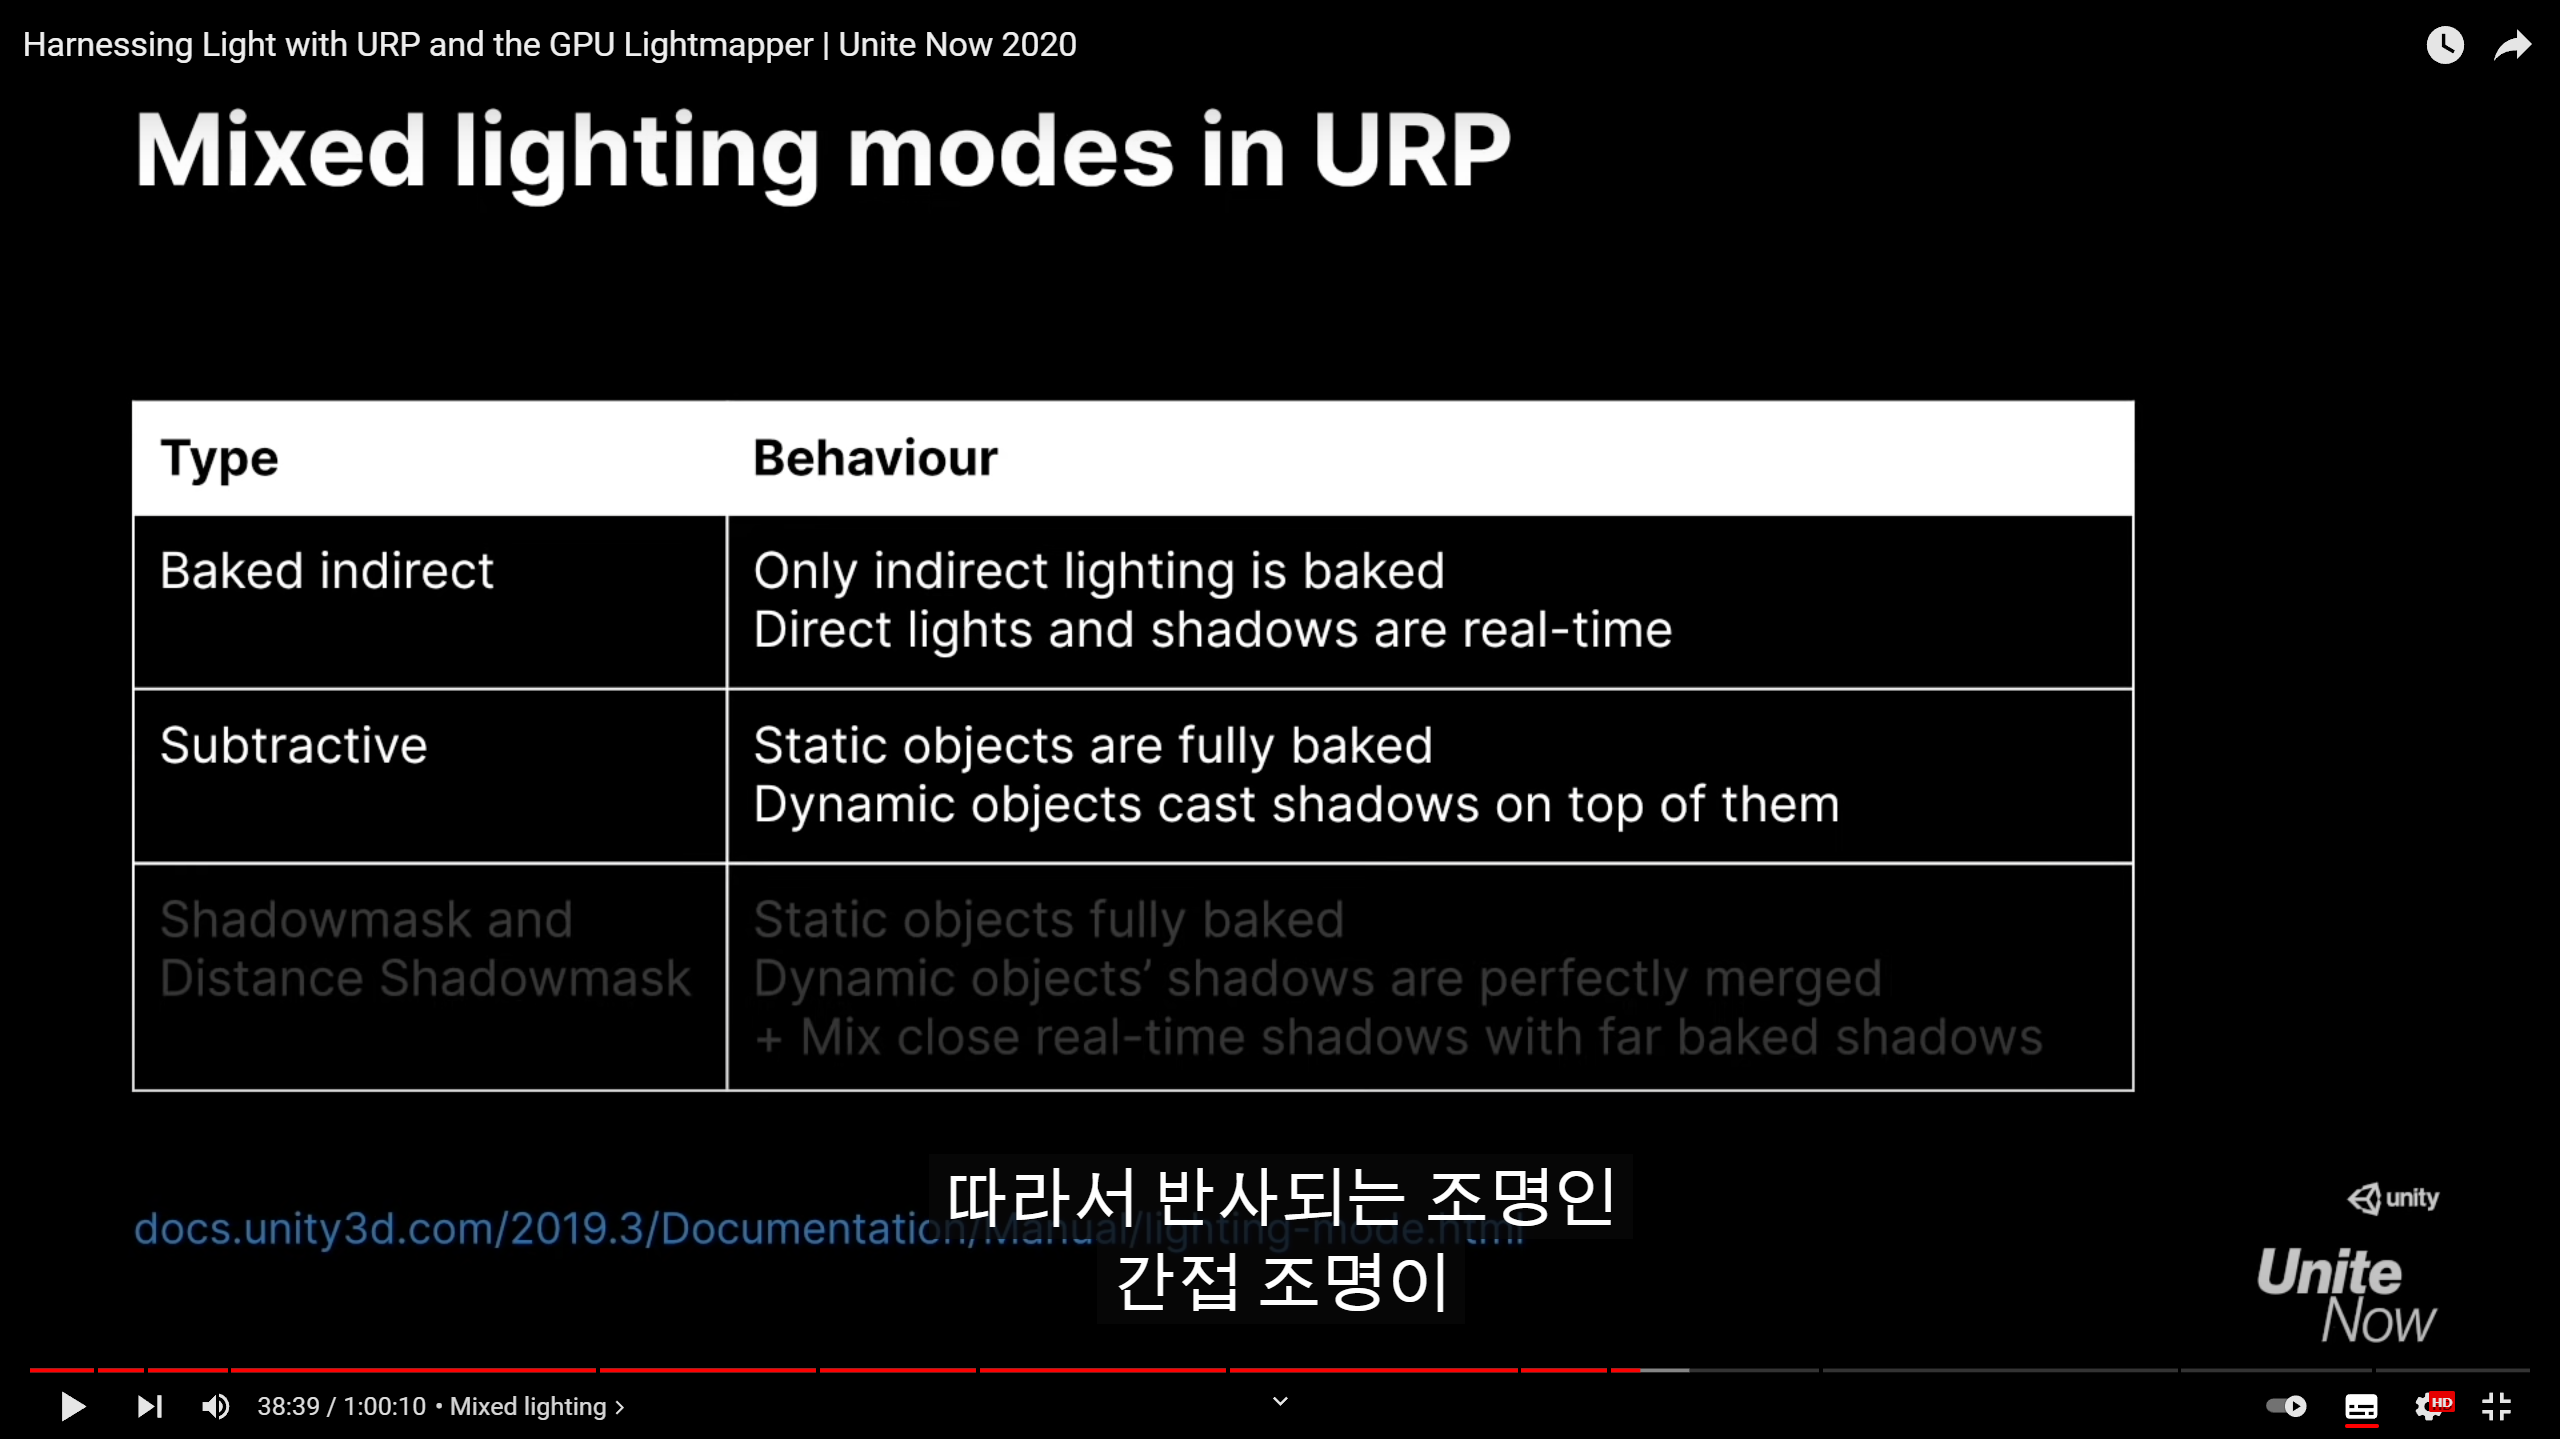 Harnessing Light with URP and the GPU Lightmapper | Unite Now 2020
Mixed lighting modes in URP
Type
Behaviour
Baked indirect
Only indirect lighting is baked
Direct lights and shadows are real-time
Subtractive
Static objects are fully baked
Dynamic objects cast shadows on top of them
Shadowmask and
Distance Shadowmask
Static objects fully baked
Dynamic objects’ shadows are perfectly merged
+ Mix close real-time shadows with far baked shadows
docs.unity3d.com/2019.3/Documentation/Manual/lighting-mode.html
따라서 반사되는 조명인
간접 조명이
unity
Unite
Now
38:39 / 1:00:10 • Mixed lighting
HD